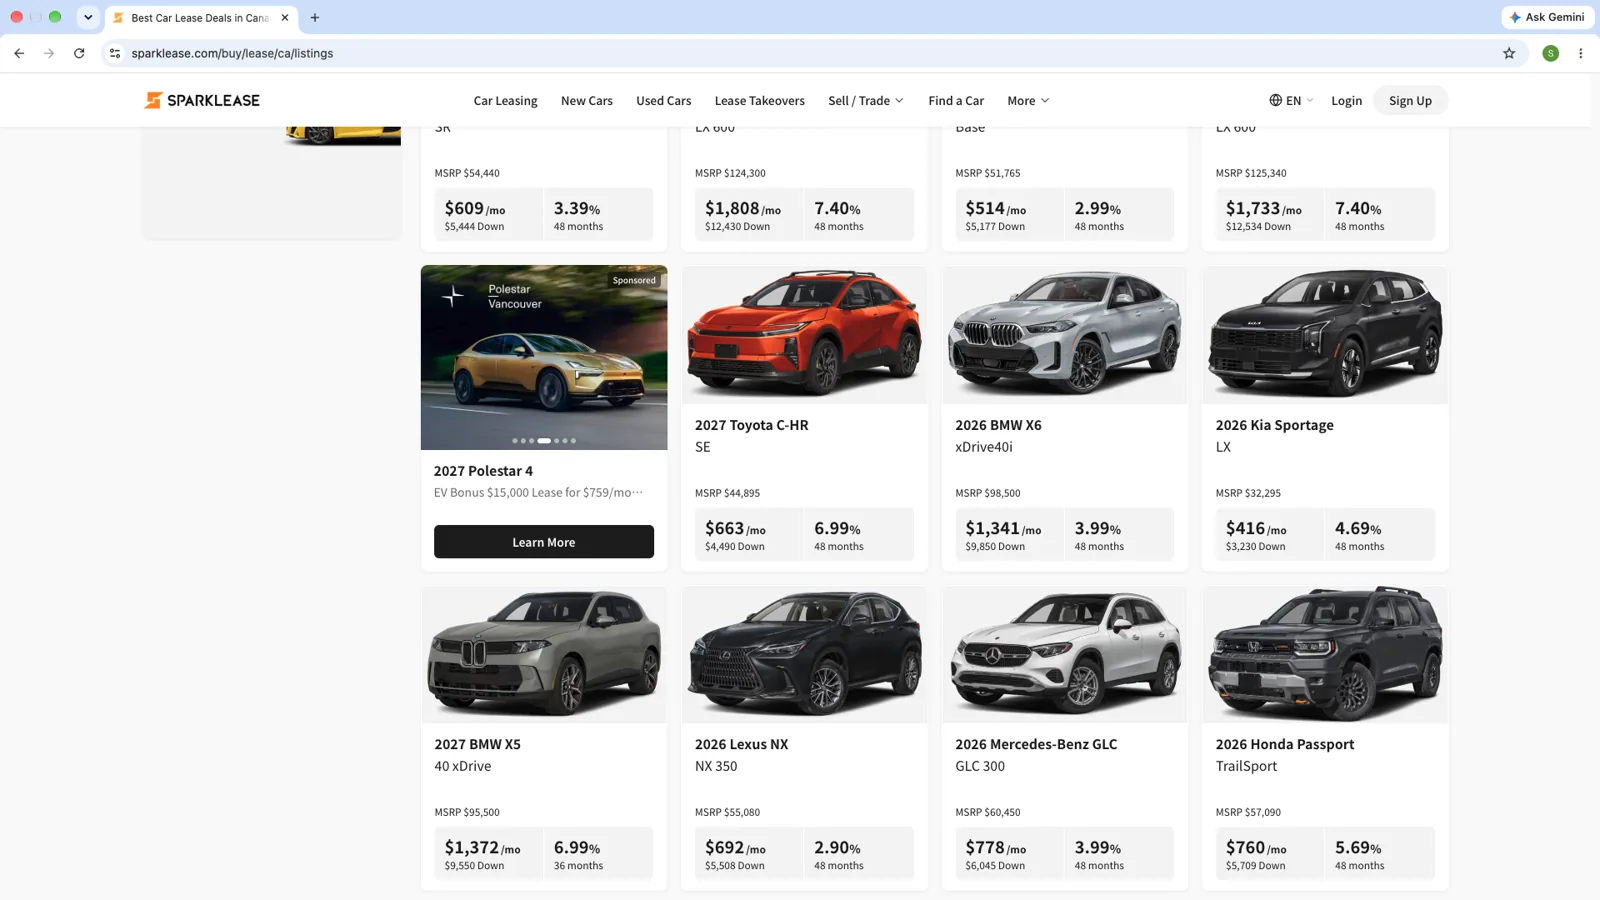 Best Car Lease Deals in Cana
Ask Gemini
sparklease.com/buy/lease/ca/listings
S
SPARKLEASE
Car Leasing
New Cars
Used Cars
Lease Takeovers
Sell / Trade
Find a Car
More
EN
Login
Sign Up
SR
LX 600
Base
LX 600
MSRP $54,440
MSRP $124,300
MSRP $51,765
MSRP $125,340
$609 /mo
3.39%
$5,444 Down
48 months
$1,808 /mo
7.40%
$12,430 Down
48 months
$514 /mo
2.99%
$5,177 Down
48 months
$1,733 /mo
7.40%
$12,534 Down
48 months
Sponsored
Polestar
Vancouver
2027 Polestar 4
EV Bonus $15,000 Lease for $759/mo···
Learn More
2027 Toyota C-HR
SE
MSRP $44,895
$663 /mo
6.99%
$4,490 Down
48 months
2026 BMW X6
xDrive40i
MSRP $98,500
$1,341 /mo
3.99%
$9,850 Down
48 months
2026 Kia Sportage
LX
MSRP $32,295
$416 /mo
4.69%
$3,230 Down
48 months
2027 BMW X5
40 xDrive
MSRP $95,500
$1,372 /mo
6.99%
$9,550 Down
36 months
2026 Lexus NX
NX 350
MSRP $55,080
$692 /mo
2.90%
$5,508 Down
48 months
2026 Mercedes-Benz GLC
GLC 300
MSRP $60,450
$778 /mo
3.99%
$6,045 Down
48 months
2026 Honda Passport
TrailSport
MSRP $57,090
$760 /mo
5.69%
$5,709 Down
48 months